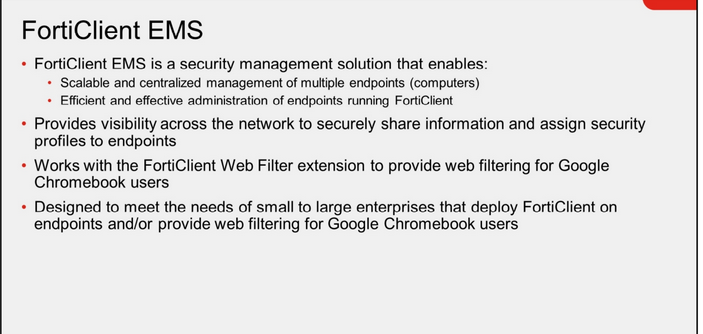 FortiClient EMS
• FortiClient EMS is a security management solution that enables:
• Scalable and centralized management of multiple endpoints (computers)
• Efficient and effective administration of endpoints running FortiClient
• Provides visibility across the network to securely share information and assign security
profiles to endpoints
• Works with the FortiClient Web Filter extension to provide web filtering for Google
Chromebook users
• Designed to meet the needs of small to large enterprises that deploy FortiClient on
endpoints and/or provide web filtering for Google Chromebook users